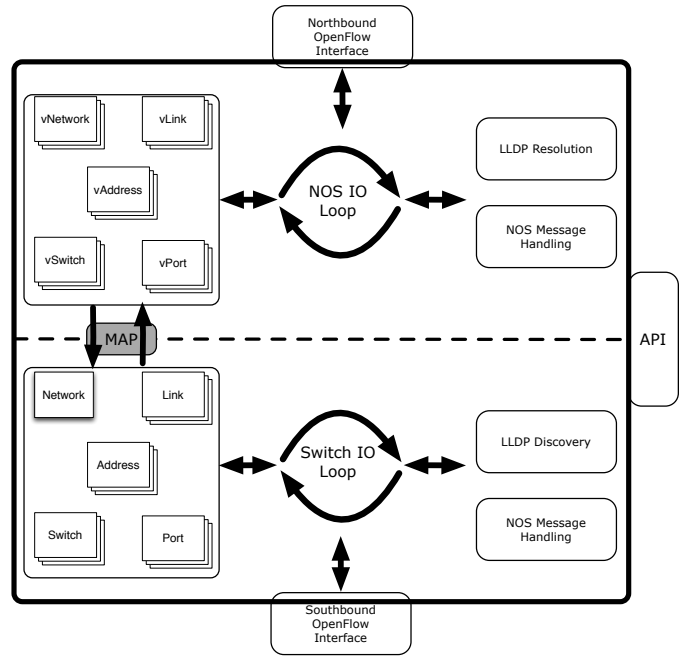 Northbound
OpenFlow
Interface
vNetwork
vLink
vAddress
vSwitch
vPort
NOS IO
Loop
LLDP Resolution
NOS Message
Handling
MAP
API
Network
Link
Address
Switch
Port
Switch IO
Loop
LLDP Discovery
NOS Message
Handling
Southbound
OpenFlow
Interface